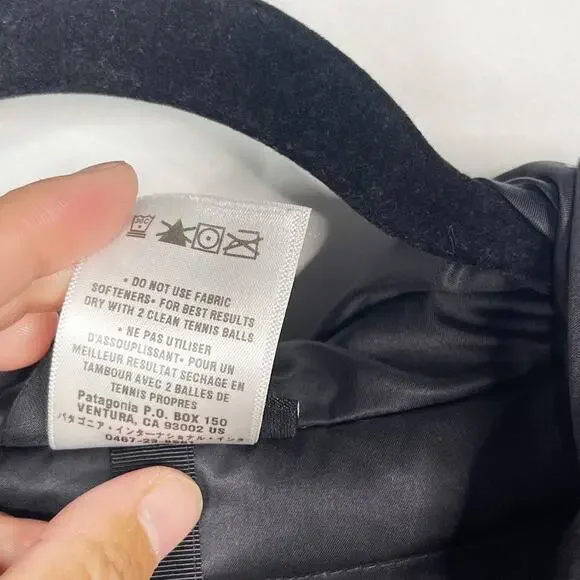 30°C
• DO NOT USE FABRIC
SOFTENERS• FOR BEST RESULTS
DRY WITH 2 CLEAN TENNIS BALLS
• NE PAS UTILISER
D'ASSOUPLISSANT• POUR UN
MEILLEUR RESULTAT SECHAGE EN
TAMBOUR AVEC 2 BALLES DE
TENNIS PROPRES
Patagonia P.O. BOX 150
VENTURA, CA 93002 US
パタゴニア・インターナショナル・インク